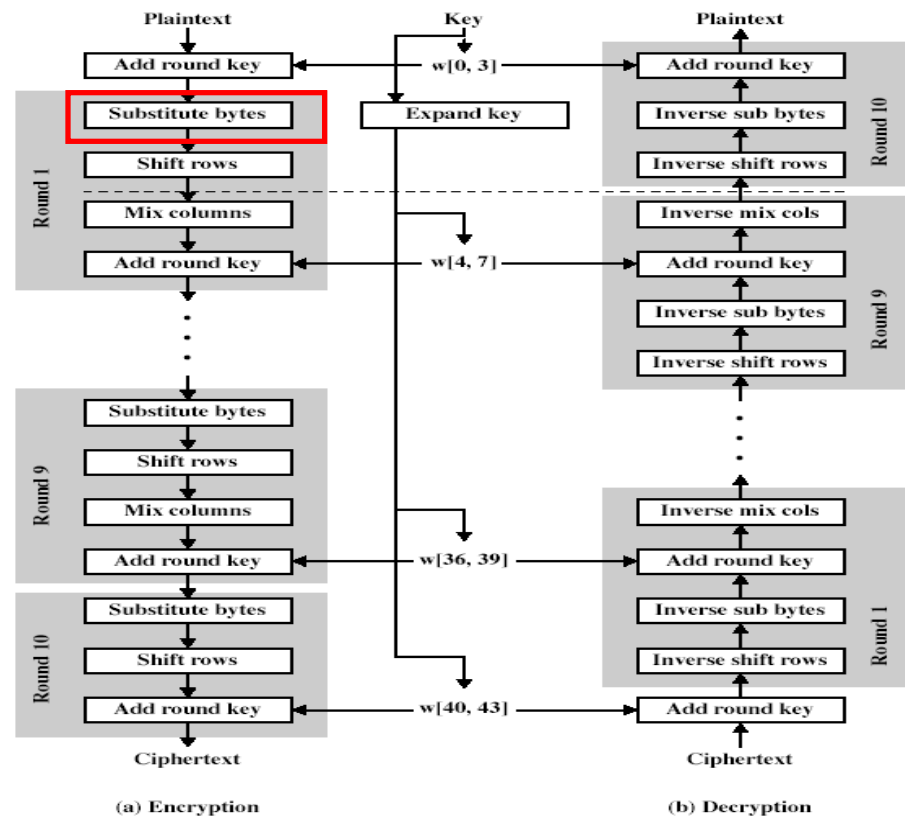 Plaintext
Key
Plaintext
Add round key
w[0, 3]
Add round key
Substitute bytes
Expand key
Inverse sub bytes
Round 10
Shift rows
Inverse shift rows
Round 1
Mix columns
Inverse mix cols
Add round key
w[4, 7]
Add round key
Inverse sub bytes
Round 9
Inverse shift rows
Substitute bytes
Shift rows
Round 9
Mix columns
Inverse mix cols
Add round key
w[36, 39]
Add round key
Substitute bytes
Inverse sub bytes
Round 10
Round 1
Shift rows
Inverse shift rows
Add round key
w[40, 43]
Add round key
Ciphertext
Ciphertext
(a) Encryption
(b) Decryption